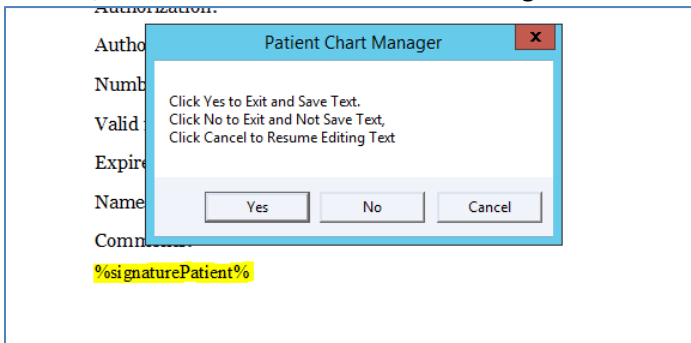 Authorization:
Patient Chart Manager
x
Autho
Numb
Click Yes to Exit and Save Text.
Click No to Exit and Not Save Text,
Valid
Click Cancel to Resume Editing Text
Expire
Name
Yes No Cancel
%signaturePatient%